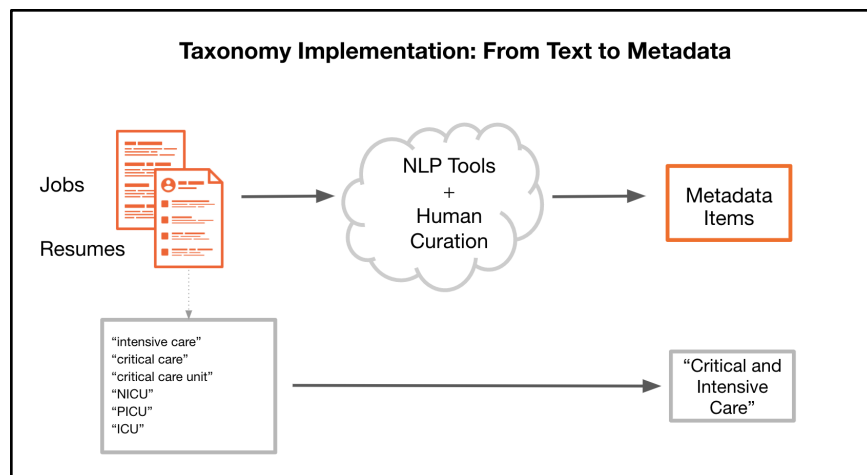 Taxonomy Implementation: From Text to Metadata
Jobs
Resumes
NLP Tools
+
Human
Curation
Metadata
Items
“intensive care”
“critical care”
“critical care unit”
“NICU”
“PICU”
“ICU”
“Critical and
Intensive
Care”